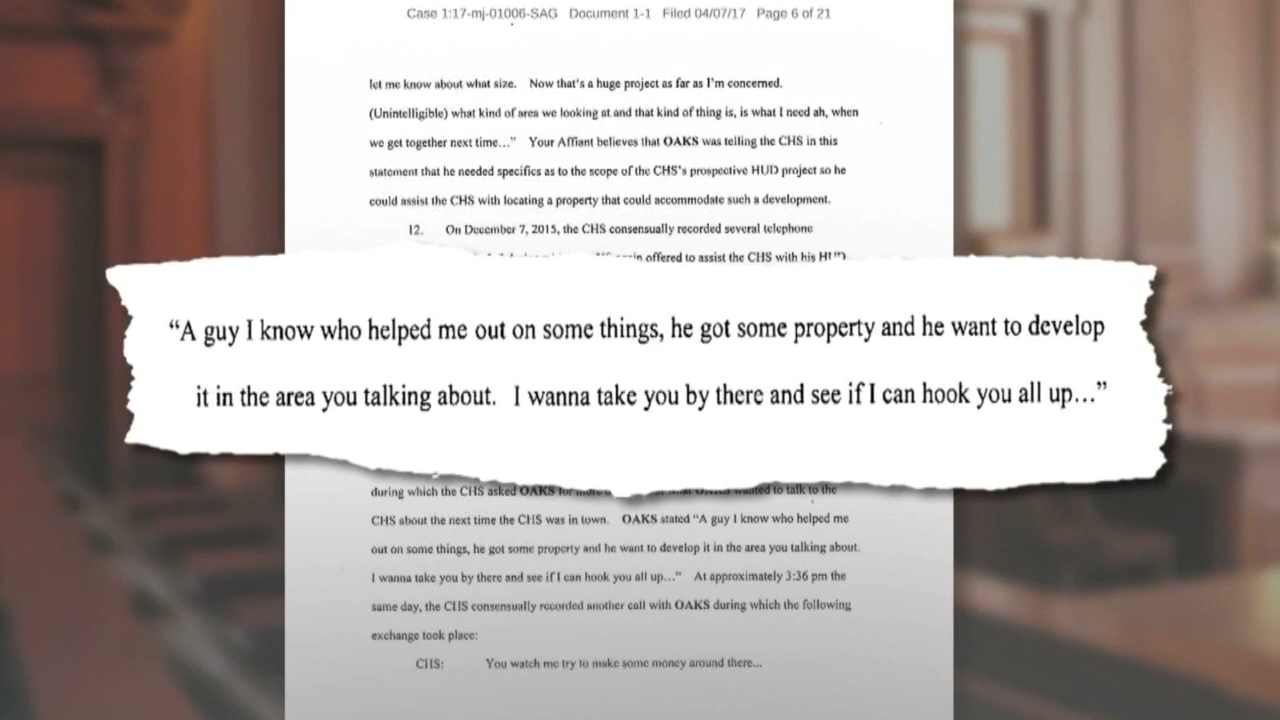 Case 1:17-mj-01006-SAG Document 1-1 Filed 04/07/17 Page 6 of 21
let me know about what size. Now that's a huge project as far as I'm concerned.
(Unintelligible) what kind of area we looking at and that kind of thing is, is what I need ah, when
we get together next time…" Your Affiant believes that OAKS was telling the CHS in this
statement that he needed specifics as to the scope of the CHS's prospective HUD project so he
could assist the CHS with locating a property that could accommodate such a development.
12. On December 7, 2015, the CHS consensually recorded several telephone
offered to assist the CHS with his
“A guy I know who helped me out on some things, he got some property and he want to develop
it in the area you talking about. I wanna take you by there and see if I can hook you all up…”
during which the CHS asked OAKS for wanted to talk to the
CHS about the next time the CHS was in town. OAKS stated “A guy I know who helped me
out on some things, he got some property and he want to develop it in the area you talking about.
I wanna take you by there and see if I can hook you all up…” At approximately 3:36 pm the
same day, the CHS consensually recorded another call with OAKS during which the following
exchange took place:
CHS: You watch me try to make some money around there...